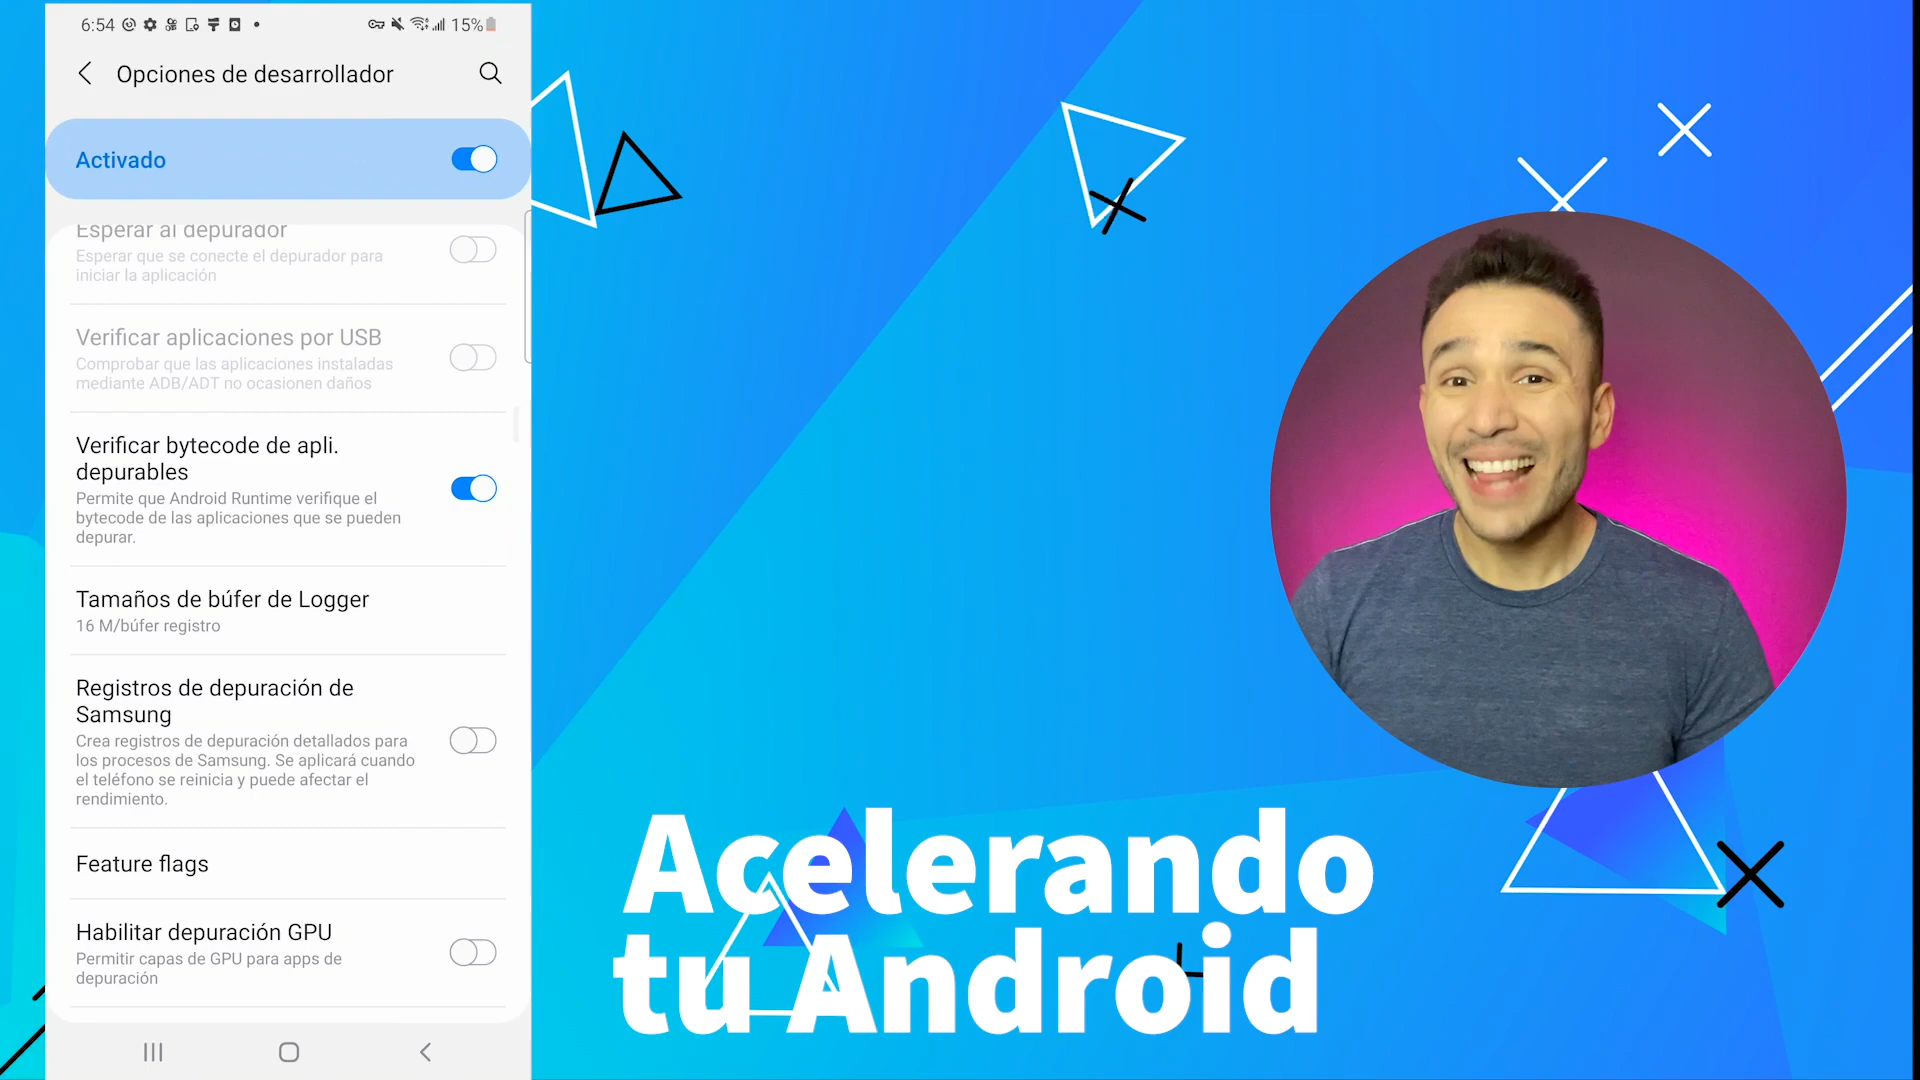 6:54
15%
Opciones de desarrollador
Activado
Esperar al depurador
Esperar que se conecte el depurador para
iniciar la aplicación
Verificar aplicaciones por USB
Comprobar que las aplicaciones instaladas
mediante ADB/ADT no ocasionen daños
Verificar bytecode de apli.
depurables
Permite que Android Runtime verifique el
bytecode de las aplicaciones que se pueden
depurar.
Tamaños de búfer de Logger
16 M/búfer registro
Registros de depuración de
Samsung
Crea registros de depuración detallados para
los procesos de Samsung. Se aplicará cuando
el teléfono se reinicia y puede afectar el
rendimiento.
Feature flags
Habilitar depuración GPU
Permitir capas de GPU para apps de
depuración
Acelerando
tu Android